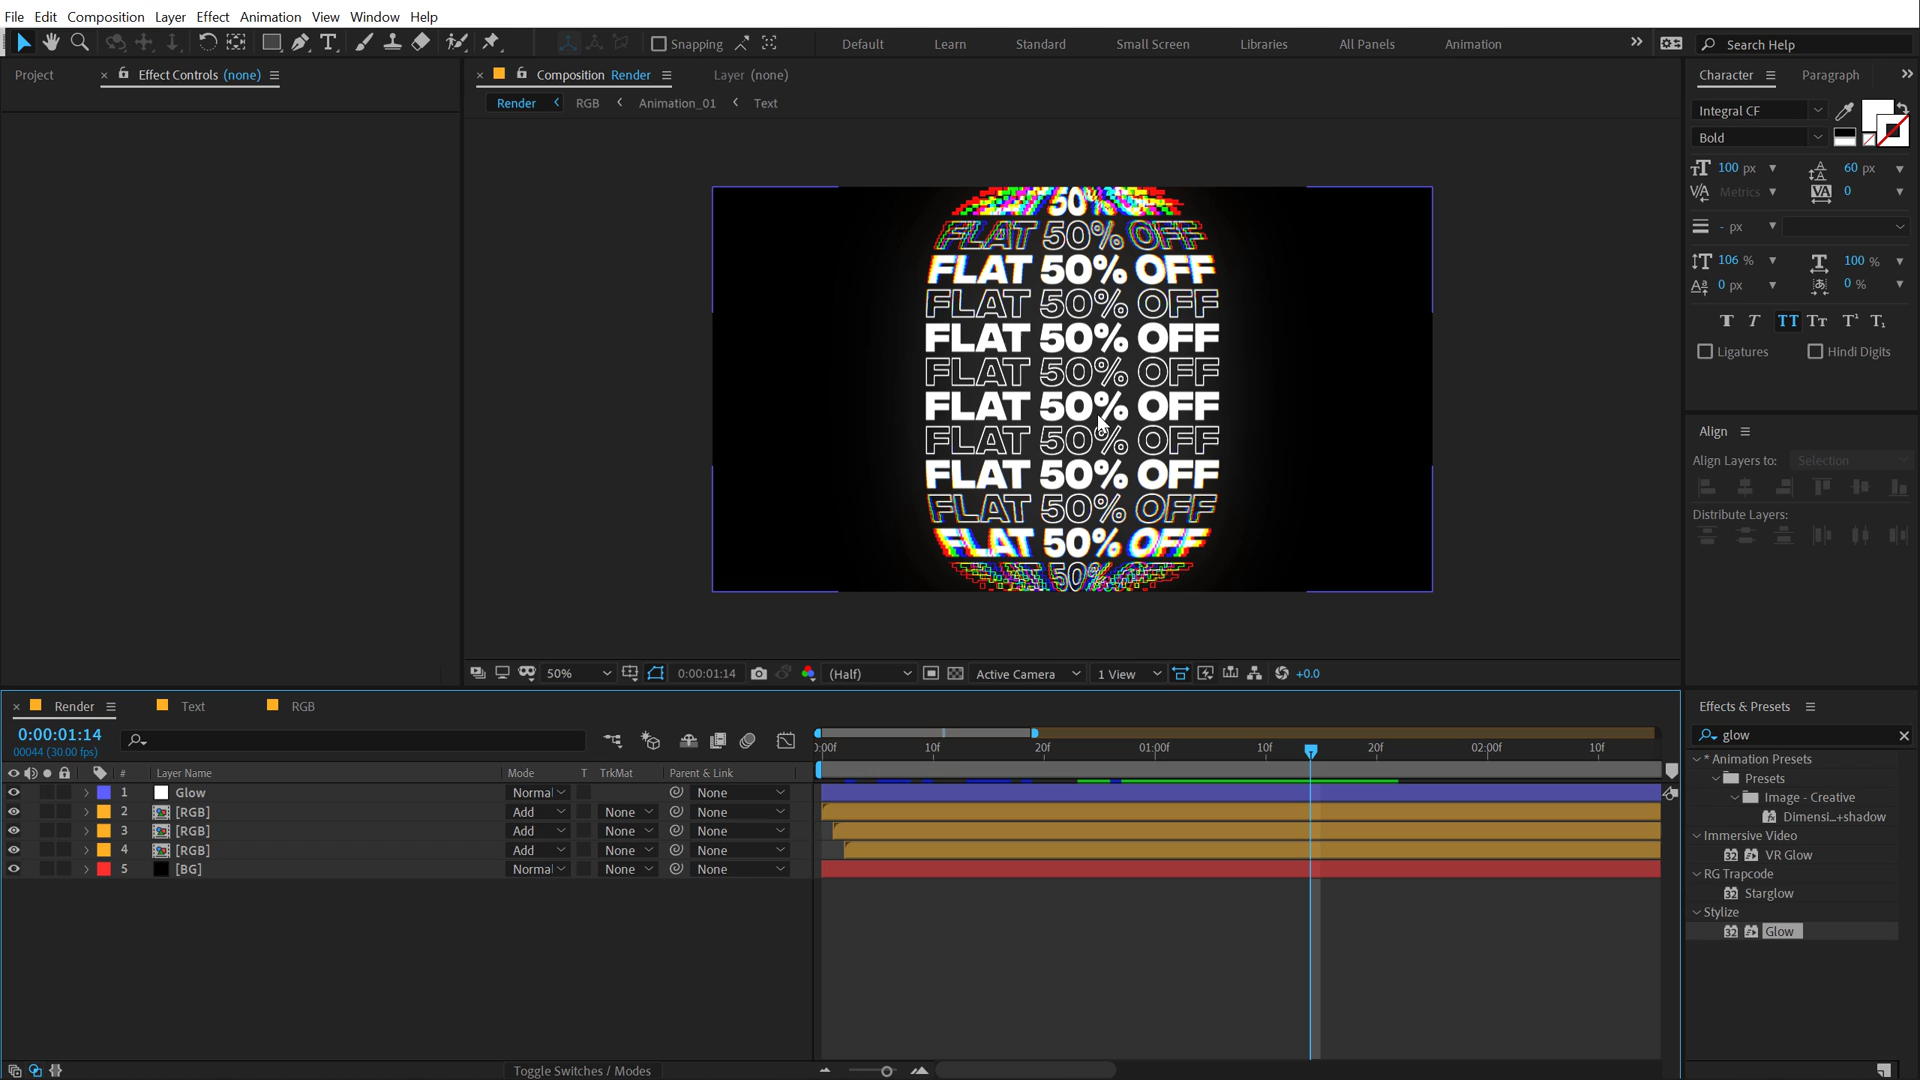 File Edit Composition Layer Effect Animation View Window Help
Snapping Default Learn Standard Small Screen Libraries All Panels Animation Search Help
Project Effect Controls (none) Composition Render Layer (none) Character Paragraph
Render RGB Animation_01 Text
Integral CF
Bold
100 px 60 px
Metrics 0
- px
106 % 100 %
0 px 0 %
Ligatures Hindi Digits
Align
Align Layers to: Selection
Distribute Layers:
50%
FLAT 50% OFF
FLAT 50% OFF
FLAT 50% OFF
FLAT 50% OFF
FLAT 50% OFF
FLAT 50% OFF
FLAT 50% OFF
FLAT 50% OFF
FLAT 50% OFF
FLAT 50% OFF
50%
50% 0:00:01:14 (Half) Active Camera 1 View +0.0
Render Text RGB
0:00:01:14
00044 (30.00 fps)
:00f 10f 20f 01:00f 10f 20f 02:00f 10f
# Layer Name Mode T TrkMat Parent & Link
1 Glow Normal None
2 [RGB] Add None None
3 [RGB] Add None None
4 [RGB] Add None None
5 [BG] Normal None None
Toggle Switches / Modes
Effects & Presets
glow
* Animation Presets
Presets
Image - Creative
Dimensi...+shadow
Immersive Video
32 VR Glow
RG Trapcode
32 Starglow
Stylize
32 Glow